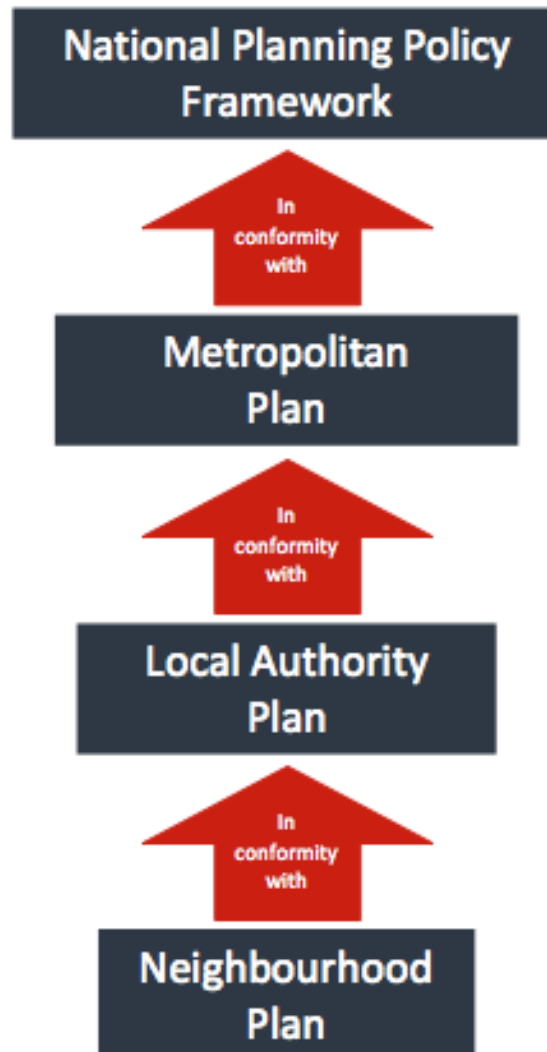 National Planning Policy
Framework
In
conformity
with
Metropolitan
Plan
In
conformity
with
Local Authority
Plan
In
conformity
with
Neighbourhood
Plan